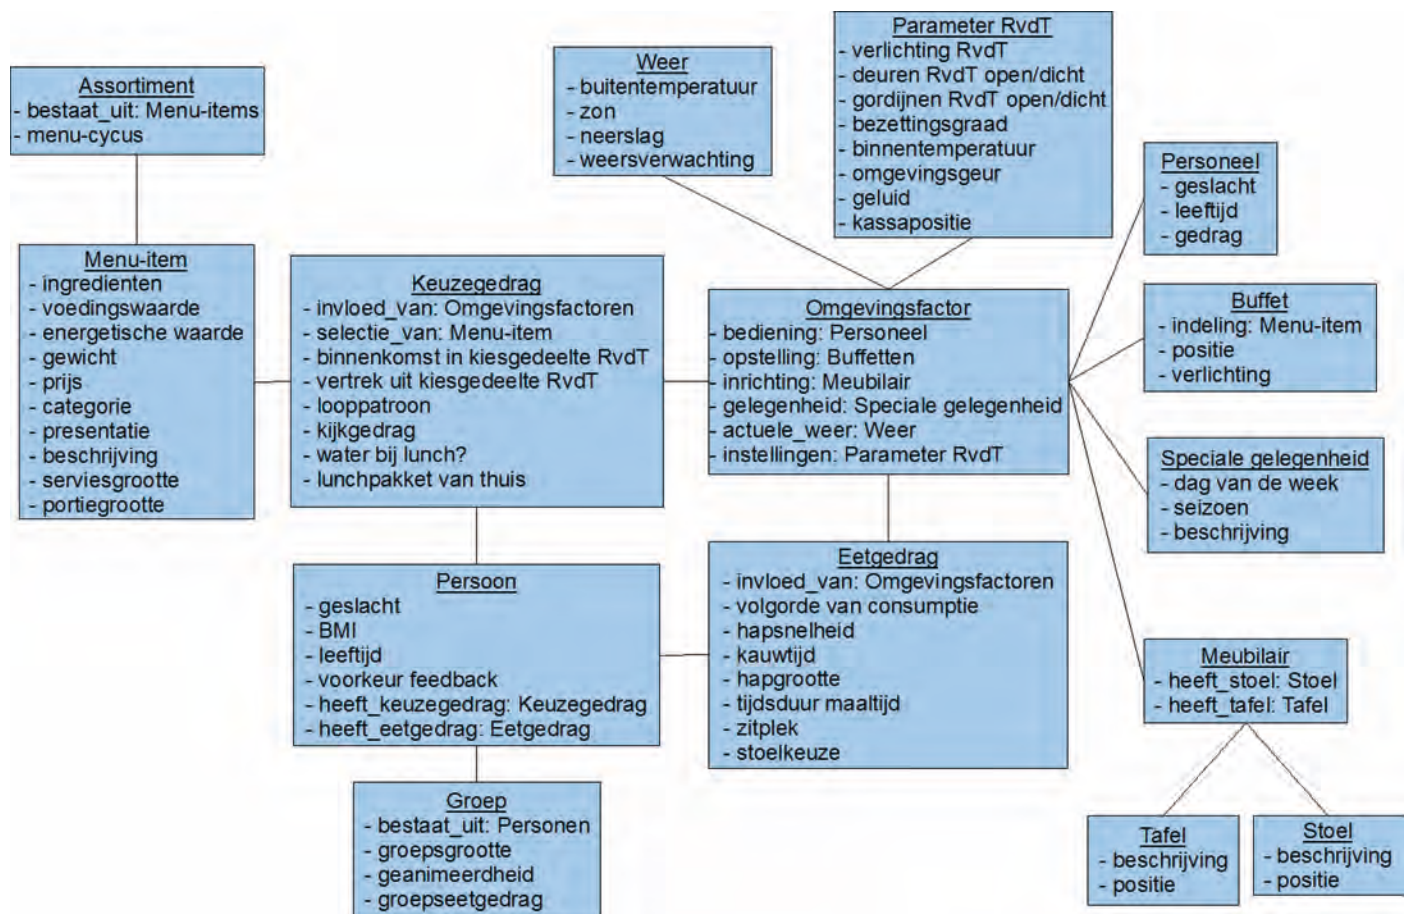 Assortiment
- bestaat_uit: Menu-items
- menu-cycus
Weer
- buitentemperatuur
- zon
- neerslag
- weersverwachting
Parameter RvdT
- verlichting RvdT
- deuren RvdT open/dicht
- gordijnen RvdT open/dicht
- bezettingsgraad
- binnentemperatuur
- omgevingsgeur
- geluid
- kassapositie
Personeel
- geslacht
- leeftijd
- gedrag
Menu-item
- ingredienten
- voedingswaarde
- energetische waarde
- gewicht
- prijs
- categorie
- presentatie
- beschrijving
- serviesgrootte
- portiegrootte
Keuzegedrag
- invloed_van: Omgevingsfactoren
- selectie_van: Menu-item
- binnenkomst in kiesgedeelte RvdT
- vertrek uit kiesgedeelte RvdT
- looppatroon
- kijkgedrag
- water bij lunch?
- lunchpakket van thuis
Omgevingsfactor
- bediening: Personeel
- opstelling: Buffetten
- inrichting: Meubilair
- gelegenheid: Speciale gelegenheid
- actuele_weer: Weer
- instellingen: Parameter RvdT
Buffet
- indeling: Menu-item
- positie
- verlichting
Speciale gelegenheid
- dag van de week
- seizoen
- beschrijving
Persoon
- geslacht
- BMI
- leeftijd
- voorkeur feedback
- heeft_keuzegedrag: Keuzegedrag
- heeft_eetgedrag: Eetgedrag
Eetgedrag
- invloed_van: Omgevingsfactoren
- volgorde van consumptie
- hapsnelheid
- kauwtijd
- hapgrootte
- tijdsduur maaltijd
- zitplek
- stoelkeuze
Meubilair
- heeft_stoel: Stoel
- heeft_tafel: Tafel
Groep
- bestaat_uit: Personen
- groepsgrootte
- geanimeerdheid
- groepseetgedrag
Tafel
- beschrijving
- positie
Stoel
- beschrijving
- positie